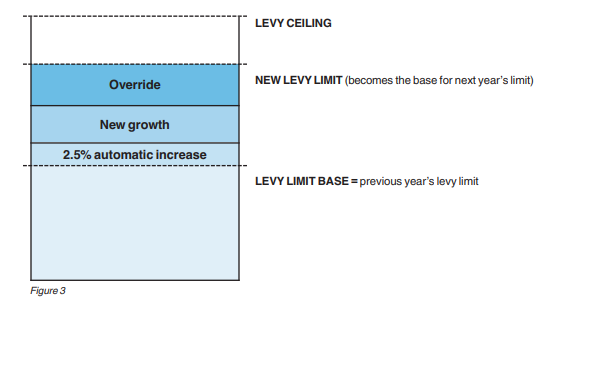 LEVY CEILING
Override
NEW LEVY LIMIT (becomes the base for next year's limit)
New growth
2.5% automatic increase
LEVY LIMIT BASE = previous year's levy limit
Figure 3